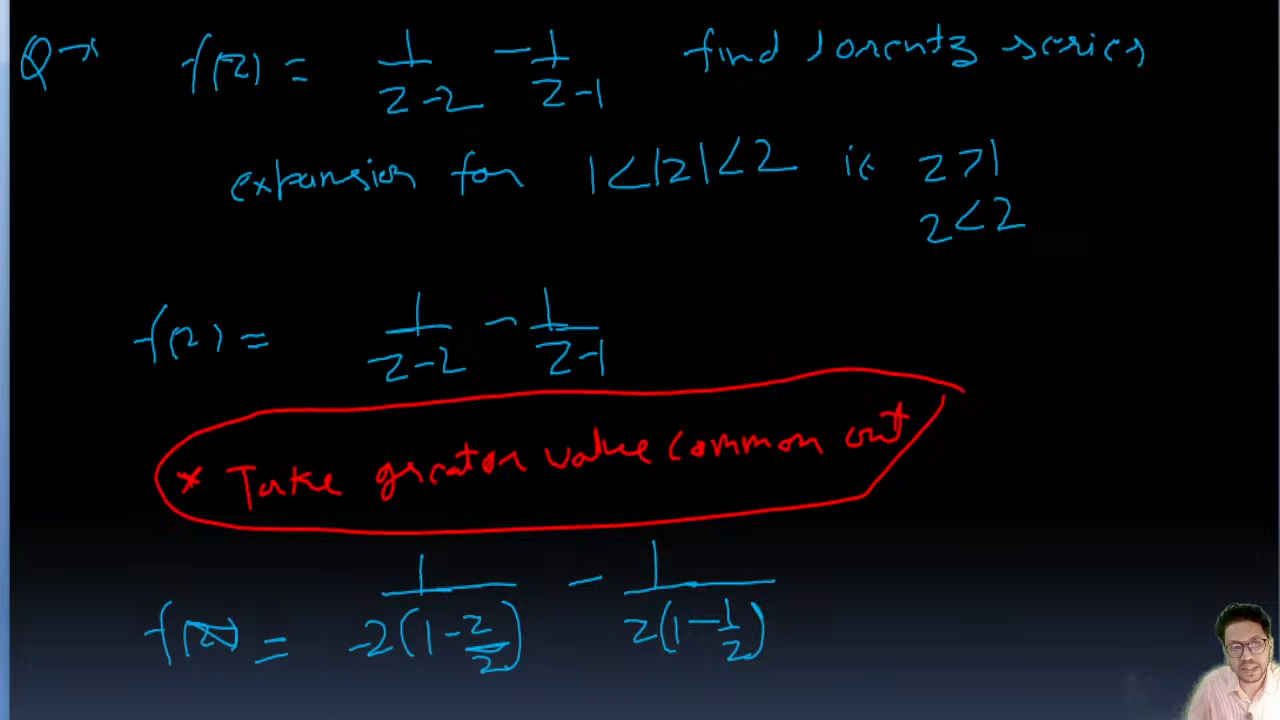 Q → f(z) = 1/(z-2) - 1/(z-1) find lorentz series
expansion for 1<|z|<2 ie z>1
z<2
f(z) = 1/(z-2) - 1/(z-1)
* Take greater value common out
f(z) = 1/(-2(1-z/2)) - 1/(z(1-1/z))